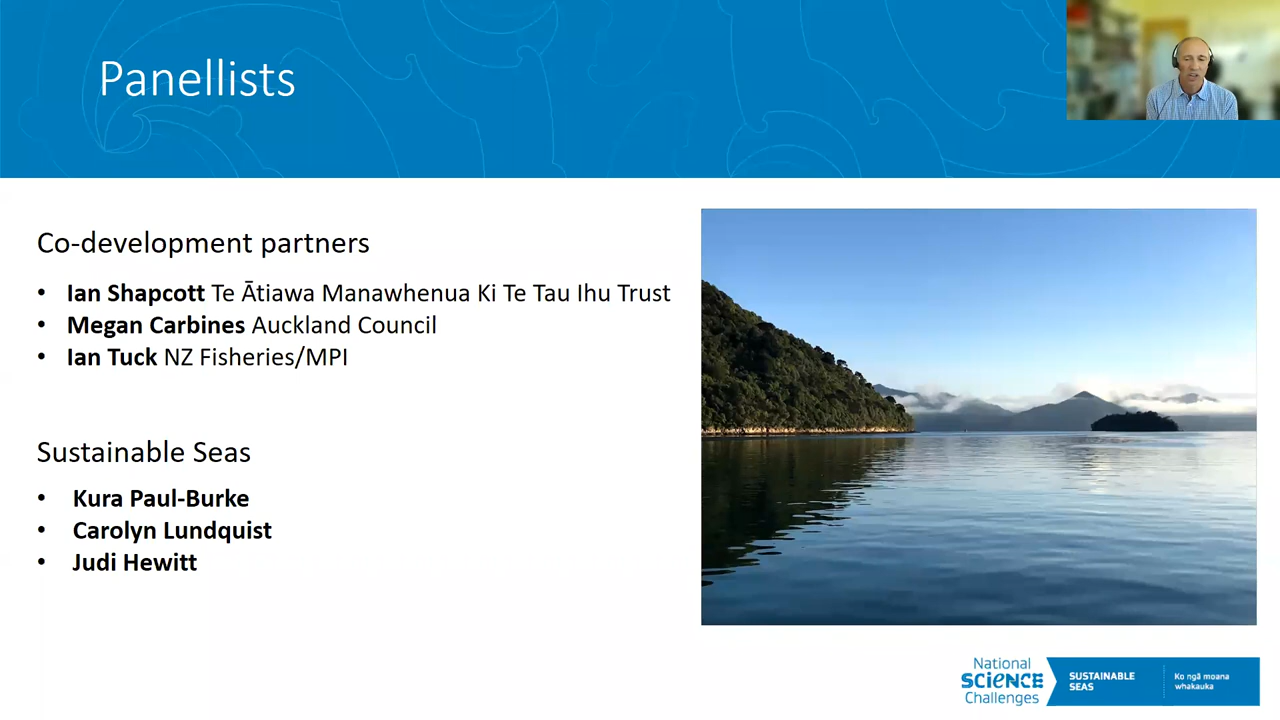 Panellists
Co-development partners
• Ian Shapcott Te Ātiawa Manawhenua Ki Te Tau Ihu Trust
• Megan Carbines Auckland Council
• Ian Tuck NZ Fisheries/MPI
Sustainable Seas
• Kura Paul-Burke
• Carolyn Lundquist
• Judi Hewitt
National
SCIENCE
Challenges
SUSTAINABLE
SEAS
Ko ngā moana
whakauka